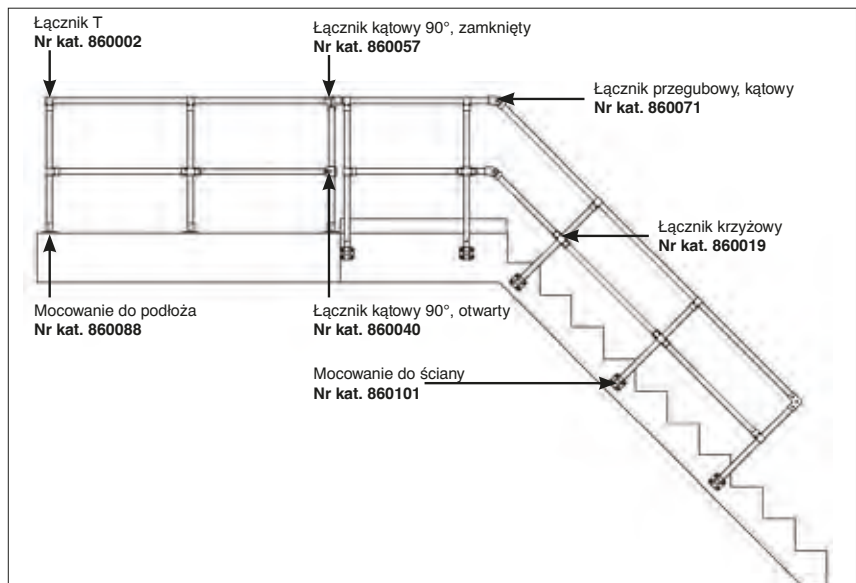 Łącznik T
Nr kat. 860002
Łącznik kątowy 90°, zamknięty
Nr kat. 860057
Łącznik przegubowy, kątowy
Nr kat. 860071
Łącznik krzyżowy
Nr kat. 860019
Mocowanie do podłoża
Nr kat. 860088
Łącznik kątowy 90°, otwarty
Nr kat. 860040
Mocowanie do ściany
Nr kat. 860101